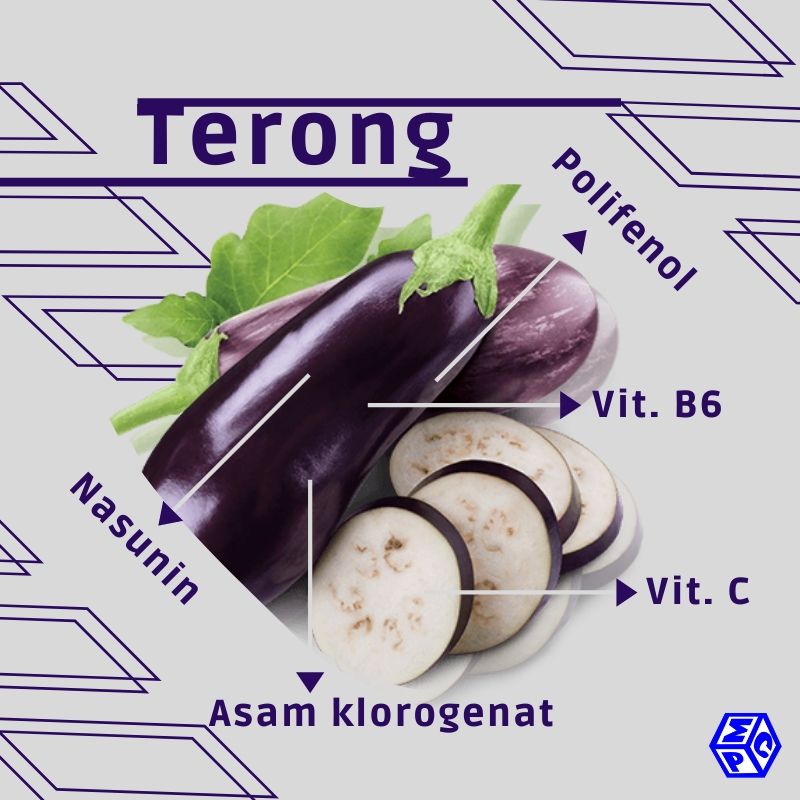 Terong
Polifenol
Vit. B6
Nasunin
Vit. C
Asam klorogenat
M
C
P